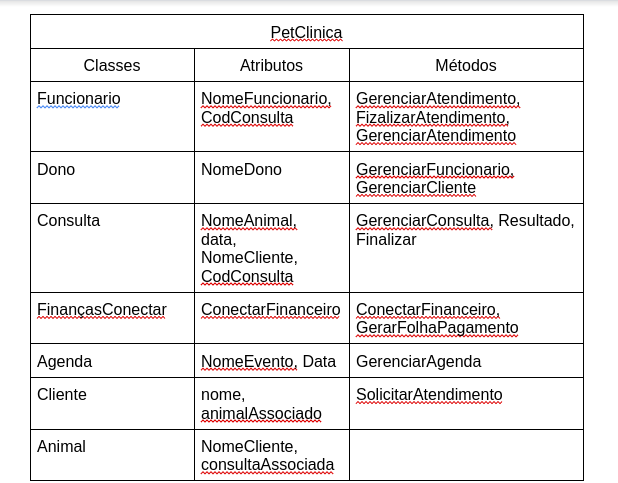 PetClinica
Classes Atributos Métodos
Funcionario
NomeFuncionario,
CodConsulta
GerenciarAtendimento,
FizalizarAtendimento,
GerenciarAtendimento
Dono
NomeDono
GerenciarFuncionario,
GerenciarCliente
Consulta
NomeAnimal,
data,
NomeCliente,
CodConsulta
GerenciarConsulta, Resultado,
Finalizar
FinançasConectar
ConectarFinanceiro
ConectarFinanceiro,
GerarFolhaPagamento
Agenda
NomeEvento, Data
GerenciarAgenda
Cliente
nome,
animalAssociado
SolicitarAtendimento
Animal
NomeCliente,
consultaAssociada